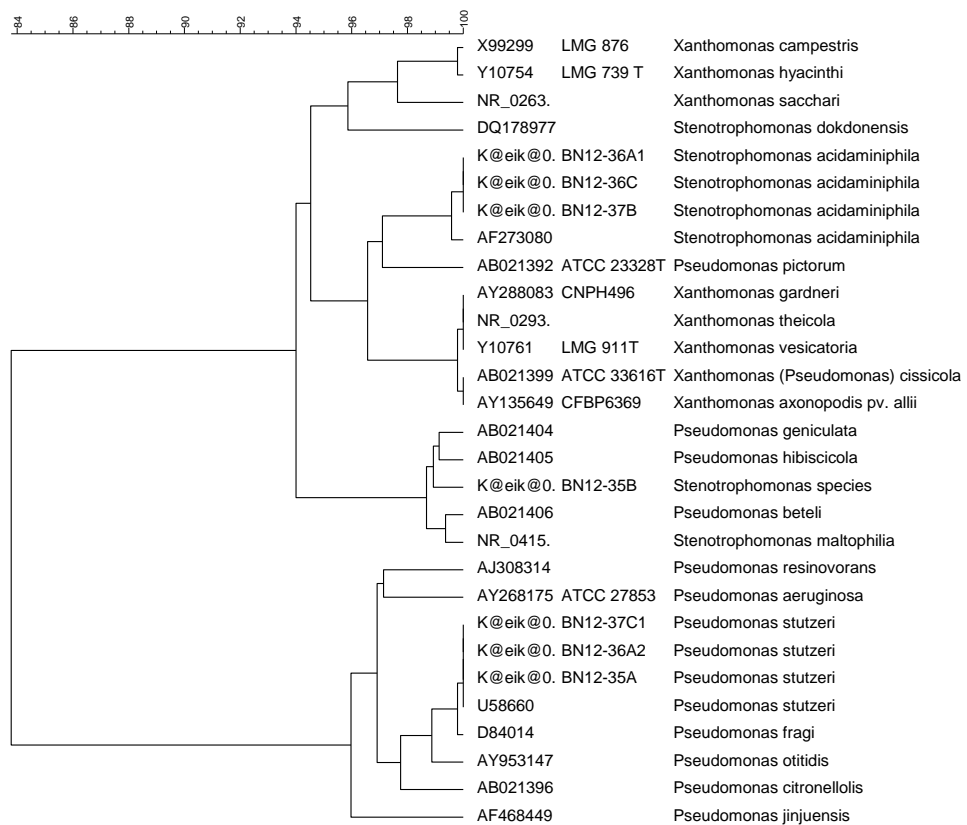 84 86 88 90 92 94 96 98 100
X99299 LMG 876 Xanthomonas campestris
Y10754 LMG 739 T Xanthomonas hyacinthi
NR_0263. Xanthomonas sacchari
DQ178977 Stenotrophomonas dokdonensis
K@eik@0. BN12-36A1 Stenotrophomonas acidaminiphila
K@eik@0. BN12-36C Stenotrophomonas acidaminiphila
K@eik@0. BN12-37B Stenotrophomonas acidaminiphila
AF273080 Stenotrophomonas acidaminiphila
AB021392 ATCC 23328T Pseudomonas pictorum
AY288083 CNPH496 Xanthomonas gardneri
NR_0293. Xanthomonas theicola
Y10761 LMG 911T Xanthomonas vesicatoria
AB021399 ATCC 33616T Xanthomonas (Pseudomonas) cissicola
AY135649 CFBP6369 Xanthomonas axonopodis pv. allii
AB021404 Pseudomonas geniculata
AB021405 Pseudomonas hibiscicola
K@eik@0. BN12-35B Stenotrophomonas species
AB021406 Pseudomonas beteli
NR_0415. Stenotrophomonas maltophilia
AJ308314 Pseudomonas resinovorans
AY268175 ATCC 27853 Pseudomonas aeruginosa
K@eik@0. BN12-37C1 Pseudomonas stutzeri
K@eik@0. BN12-36A2 Pseudomonas stutzeri
K@eik@0. BN12-35A Pseudomonas stutzeri
U58660 Pseudomonas stutzeri
D84014 Pseudomonas fragi
AY953147 Pseudomonas otitidis
AB021396 Pseudomonas citronellolis
AF468449 Pseudomonas jinjuensis